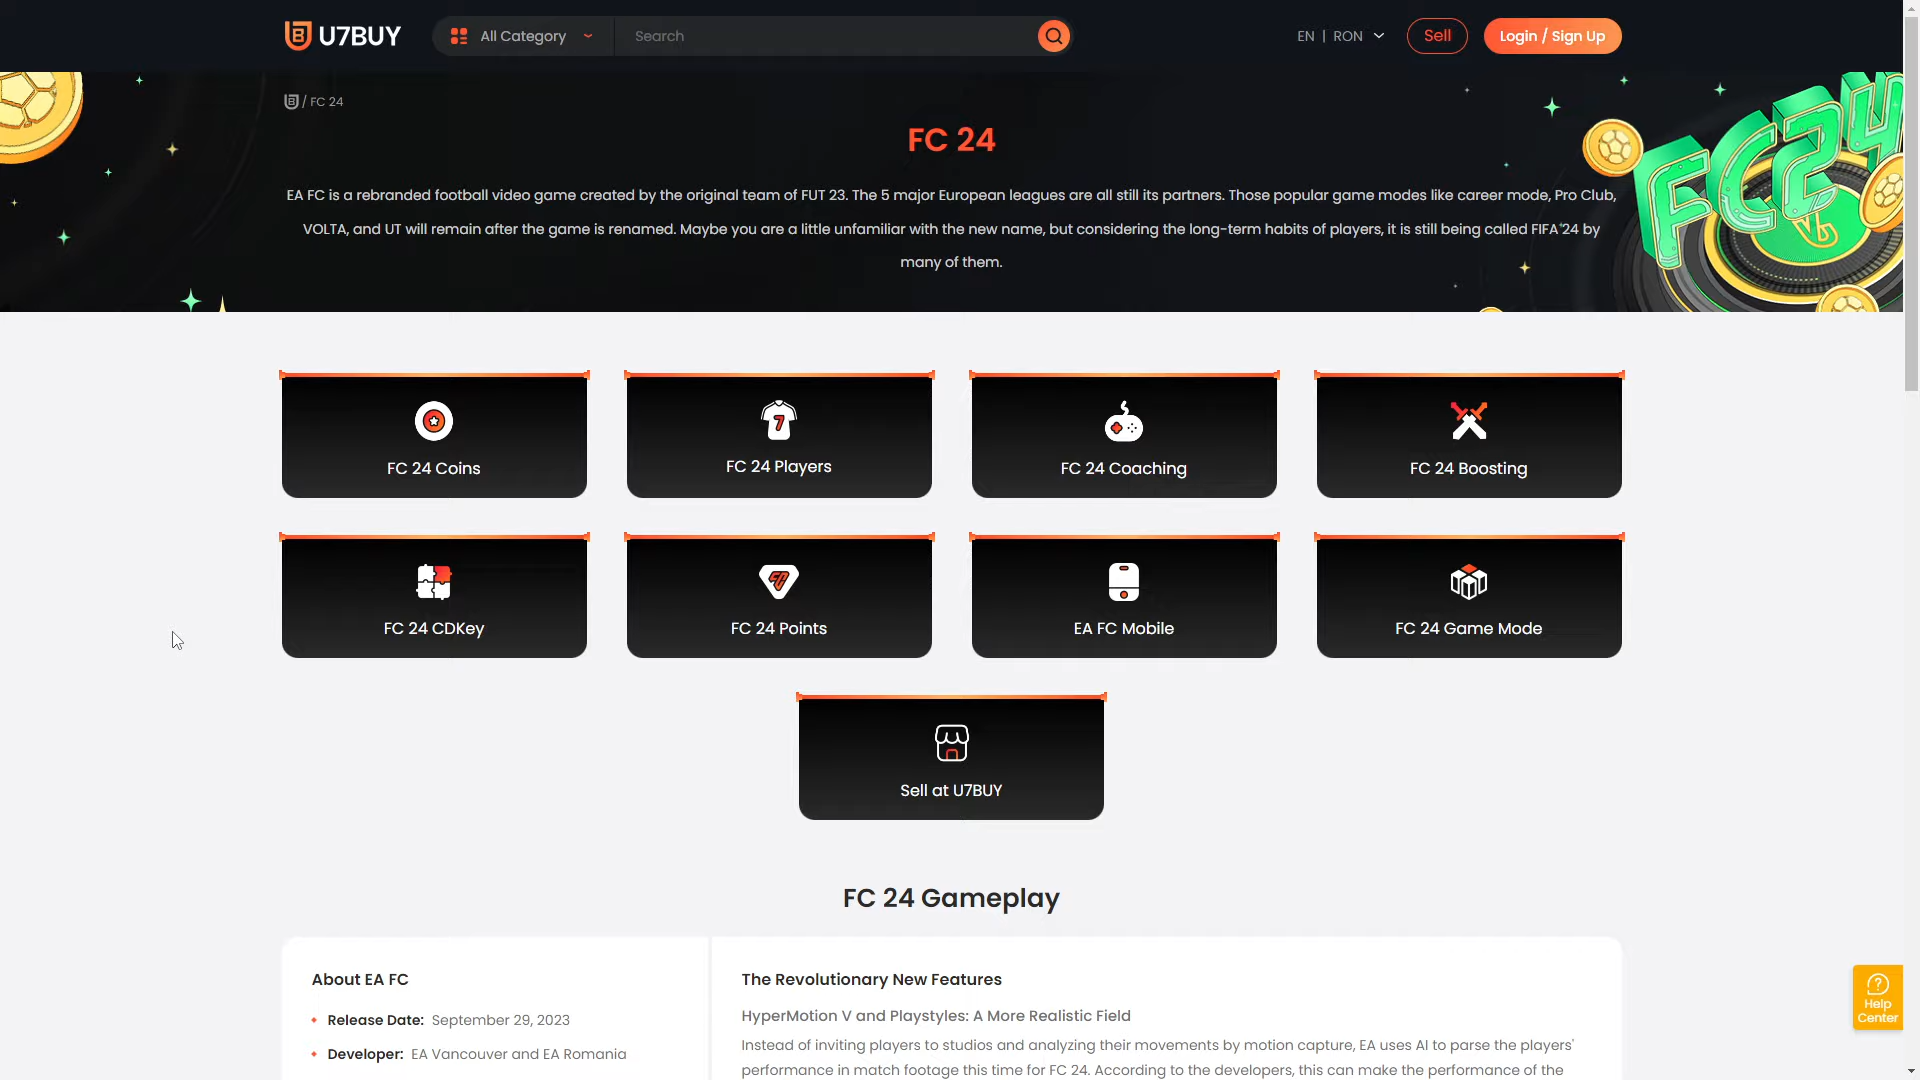 U7BUY
All Category
Search
EN | RON
Sell
Login / Sign Up
/ FC 24
FC 24
EA FC is a rebranded football video game created by the original team of FUT 23. The 5 major European leagues are all still its partners. Those popular game modes like career mode, Pro Club,
VOLTA, and UT will remain after the game is renamed. Maybe you are a little unfamiliar with the new name, but considering the long-term habits of players, it is still being called FIFA 24 by
many of them.
FC24
FC 24 Coins
7
FC 24 Players
FC 24 Coaching
FC 24 Boosting
FC 24 CDKey
FC 24 Points
EA FC Mobile
FC 24 Game Mode
Sell at U7BUY
FC 24 Gameplay
About EA FC
Release Date: September 29, 2023
Developer: EA Vancouver and EA Romania
The Revolutionary New Features
HyperMotion V and Playstyles: A More Realistic Field
Instead of inviting players to studios and analyzing their movements by motion capture, EA uses AI to parse the players'
performance in match footage this time for FC 24. According to the developers, this can make the performance of the
Help
Center